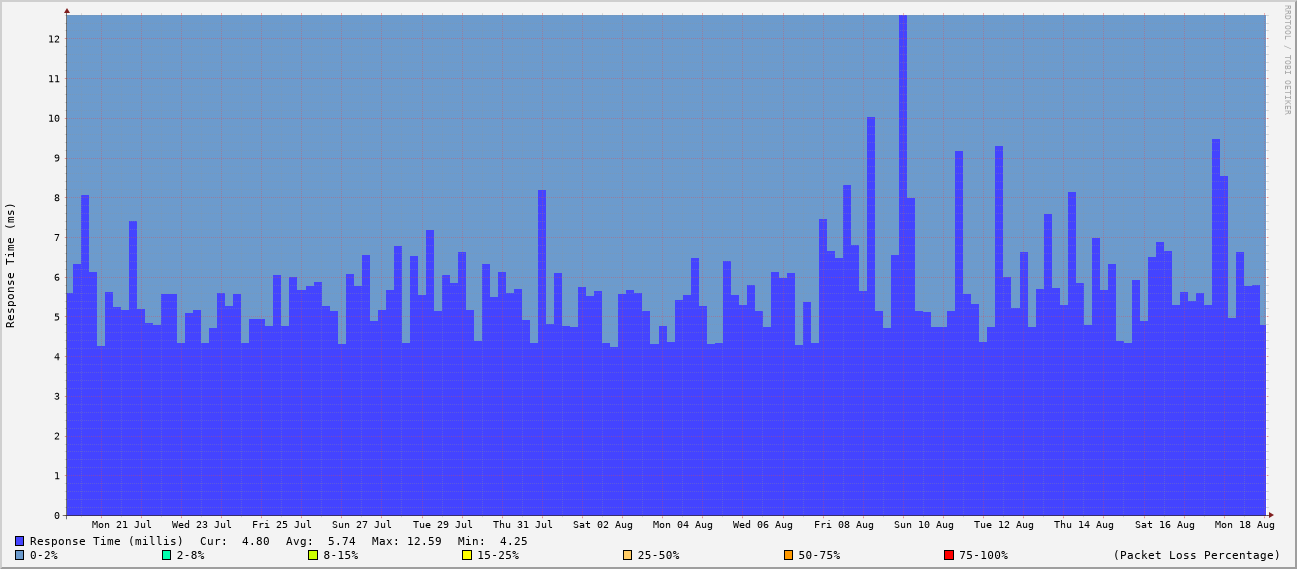 RRDTOOL / TOBI OETIKER
Response Time (ms)
12
11
10
9
8
7
6
5
4
3
2
1
0
Mon 21 Jul Wed 23 Jul Fri 25 Jul Sun 27 Jul Tue 29 Jul Thu 31 Jul Sat 02 Aug Mon 04 Aug Wed 06 Aug Fri 08 Aug Sun 10 Aug Tue 12 Aug Thu 14 Aug Sat 16 Aug Mon 18 Aug
Response Time (millis) Cur: 4.80 Avg: 5.74 Max: 12.59 Min: 4.25
0-2% 2-8% 8-15% 15-25% 25-50% 50-75% 75-100% (Packet Loss Percentage)